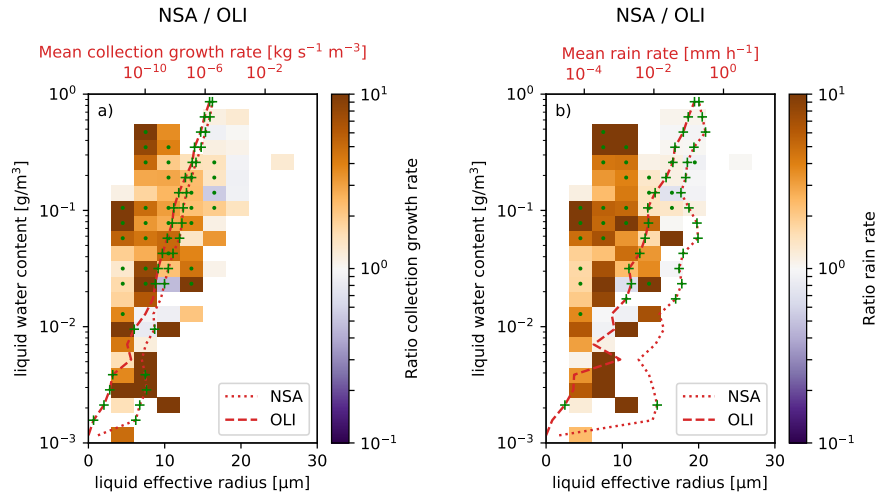 NSA / OLI
Mean collection growth rate [kg s⁻¹ m⁻³]
10⁻¹⁰ 10⁻⁶ 10⁻²
a)
10⁰
10⁻¹
10⁻²
10⁻³
liquid water content [g/m³]
0 10 20 30
liquid effective radius [µm]
NSA
OLI
10¹
10⁰
10⁻¹
Ratio collection growth rate
NSA / OLI
Mean rain rate [mm h⁻¹]
10⁻⁴ 10⁻² 10⁰
b)
10⁰
10⁻¹
10⁻²
10⁻³
liquid water content [g/m³]
0 10 20 30
liquid effective radius [µm]
NSA
OLI
10¹
10⁰
10⁻¹
Ratio rain rate